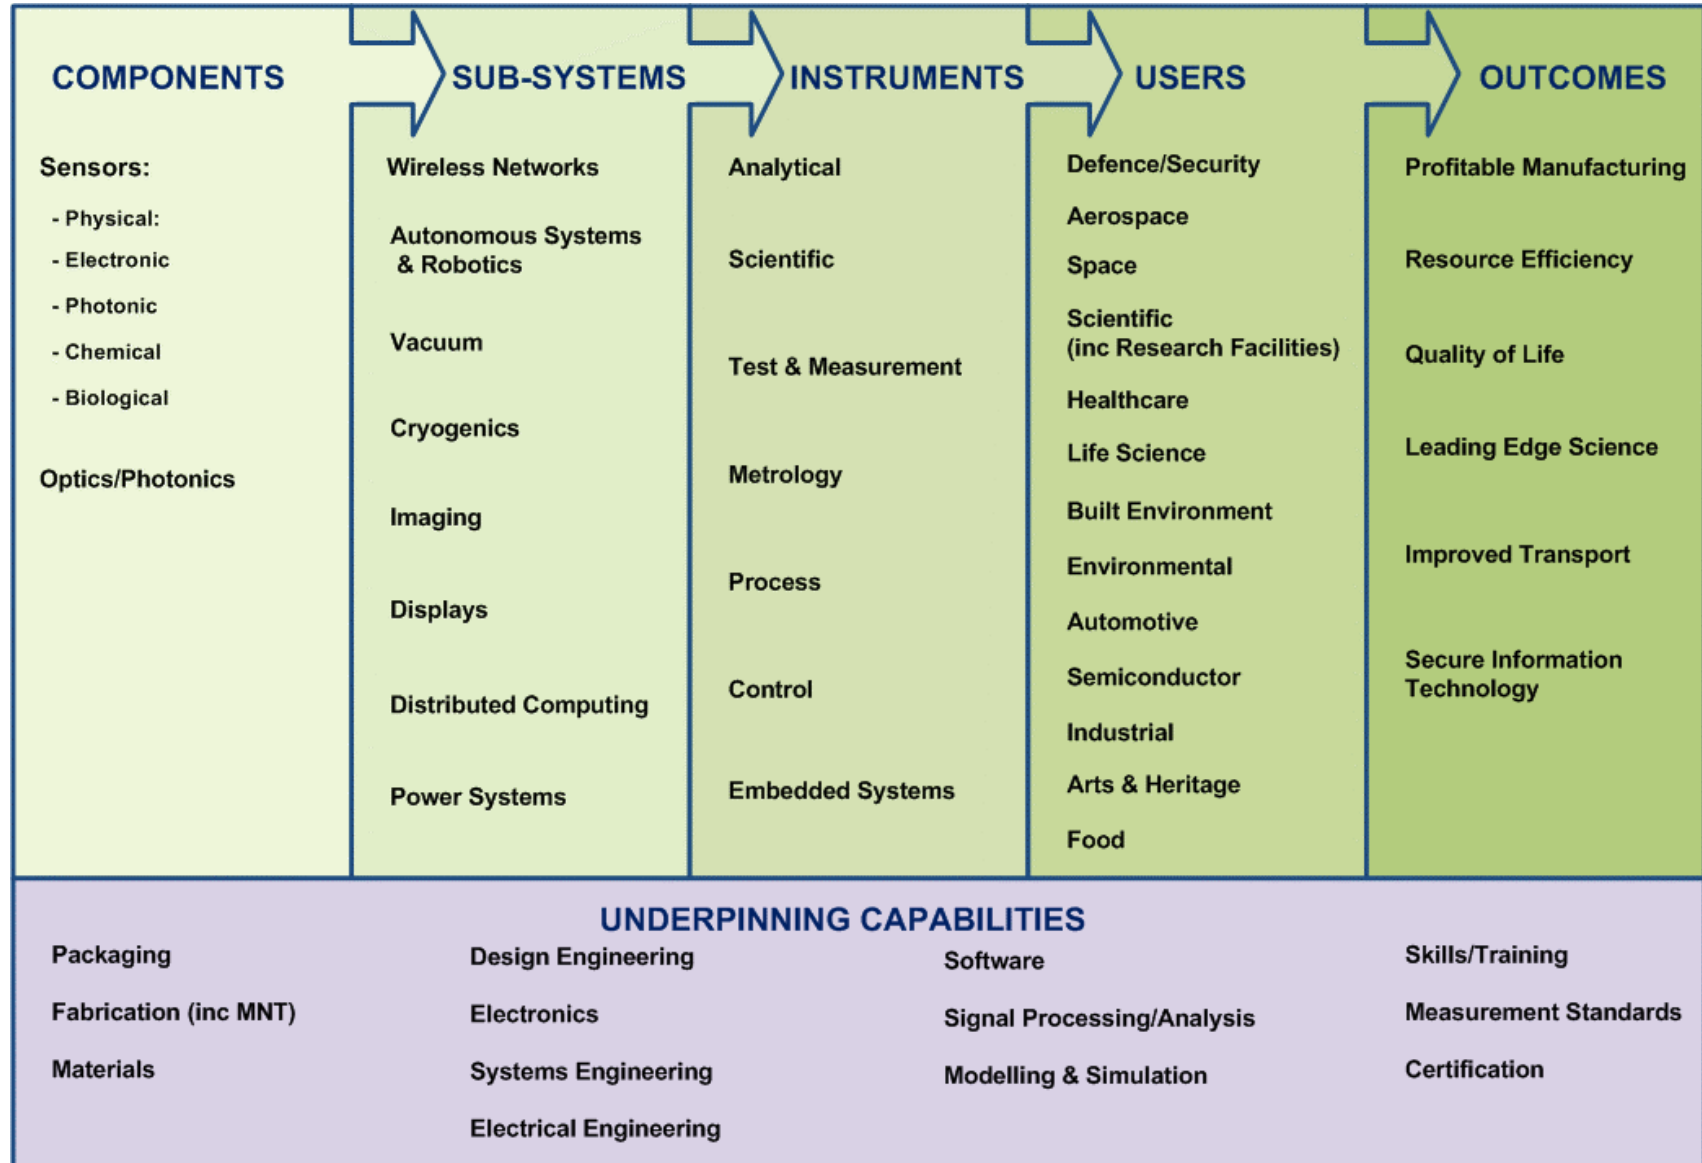 COMPONENTS
Sensors:
- Physical:
- Electronic
- Photonic
- Chemical
- Biological
Optics/Photonics
SUB-SYSTEMS
Wireless Networks
Autonomous Systems
& Robotics
Vacuum
Cryogenics
Imaging
Displays
Distributed Computing
Power Systems
INSTRUMENTS
Analytical
Scientific
Test & Measurement
Metrology
Process
Control
Embedded Systems
USERS
Defence/Security
Aerospace
Space
Scientific
(inc Research Facilities)
Healthcare
Life Science
Built Environment
Environmental
Automotive
Semiconductor
Industrial
Arts & Heritage
Food
OUTCOMES
Profitable Manufacturing
Resource Efficiency
Quality of Life
Leading Edge Science
Improved Transport
Secure Information
Technology
UNDERPINNING CAPABILITIES
Packaging
Fabrication (inc MNT)
Materials
Design Engineering
Electronics
Systems Engineering
Electrical Engineering
Software
Signal Processing/Analysis
Modelling & Simulation
Skills/Training
Measurement Standards
Certification